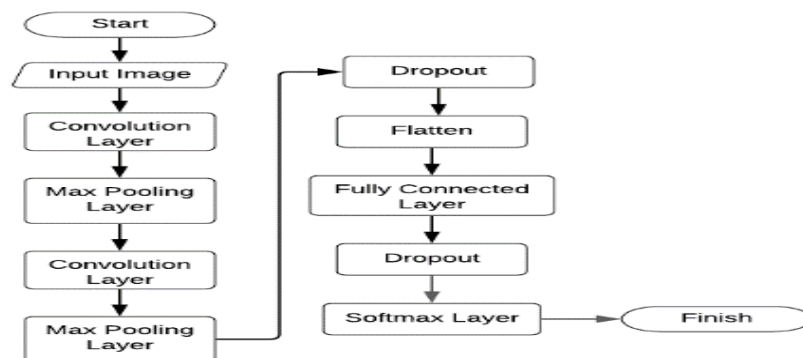 Start
Input Image
Convolution
Layer
Max Pooling
Layer
Convolution
Layer
Max Pooling
Layer
Dropout
Flatten
Fully Connected
Layer
Dropout
Softmax Layer
Finish